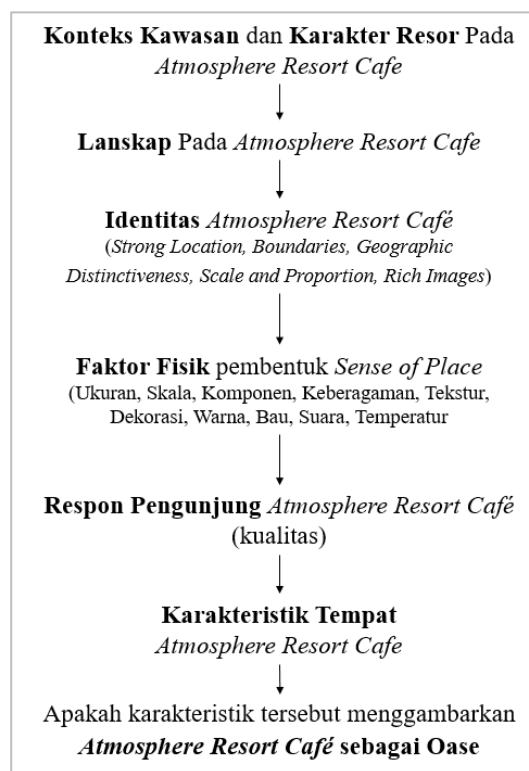 Konteks Kawasan dan Karakter Resor Pada
Atmosphere Resort Cafe
Lanskap Pada Atmosphere Resort Cafe
Identitas Atmosphere Resort Café
(Strong Location, Boundaries, Geographic
Distinctiveness, Scale and Proportion, Rich Images)
Faktor Fisik pembentuk Sense of Place
(Ukuran, Skala, Komponen, Keberagaman, Tekstur,
Dekorasi, Warna, Bau, Suara, Temperatur
Respon Pengunjung Atmosphere Resort Café
(kualitas)
Karakteristik Tempat
Atmosphere Resort Cafe
Apakah karakteristik tersebut menggambarkan
Atmosphere Resort Café sebagai Oase